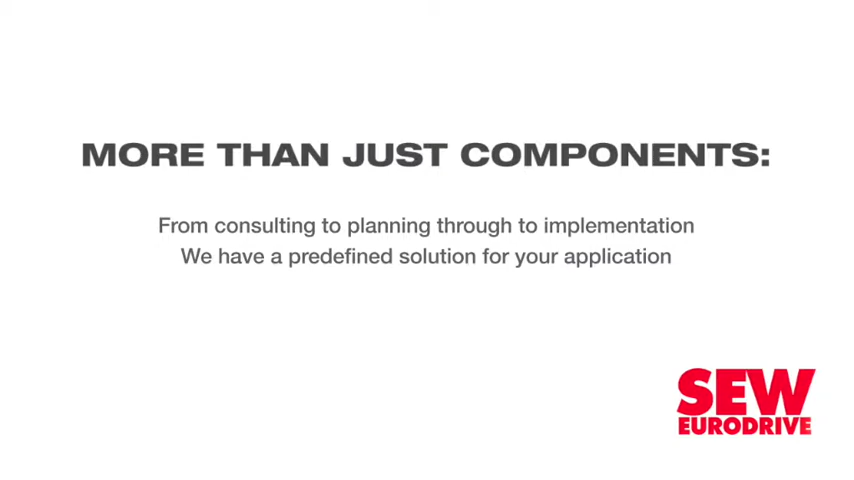 MORE THAN JUST COMPONENTS:
From consulting to planning through to implementation
We have a predefined solution for your application
SEW
EURODRIVE